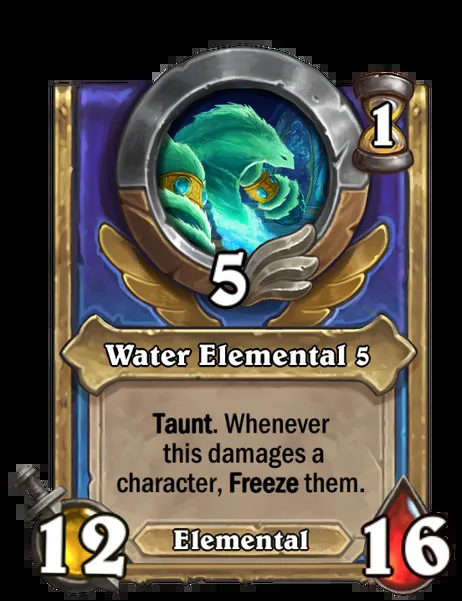 1
5
Water Elemental 5
Taunt. Whenever
this damages a
character, Freeze them.
12
Elemental
16